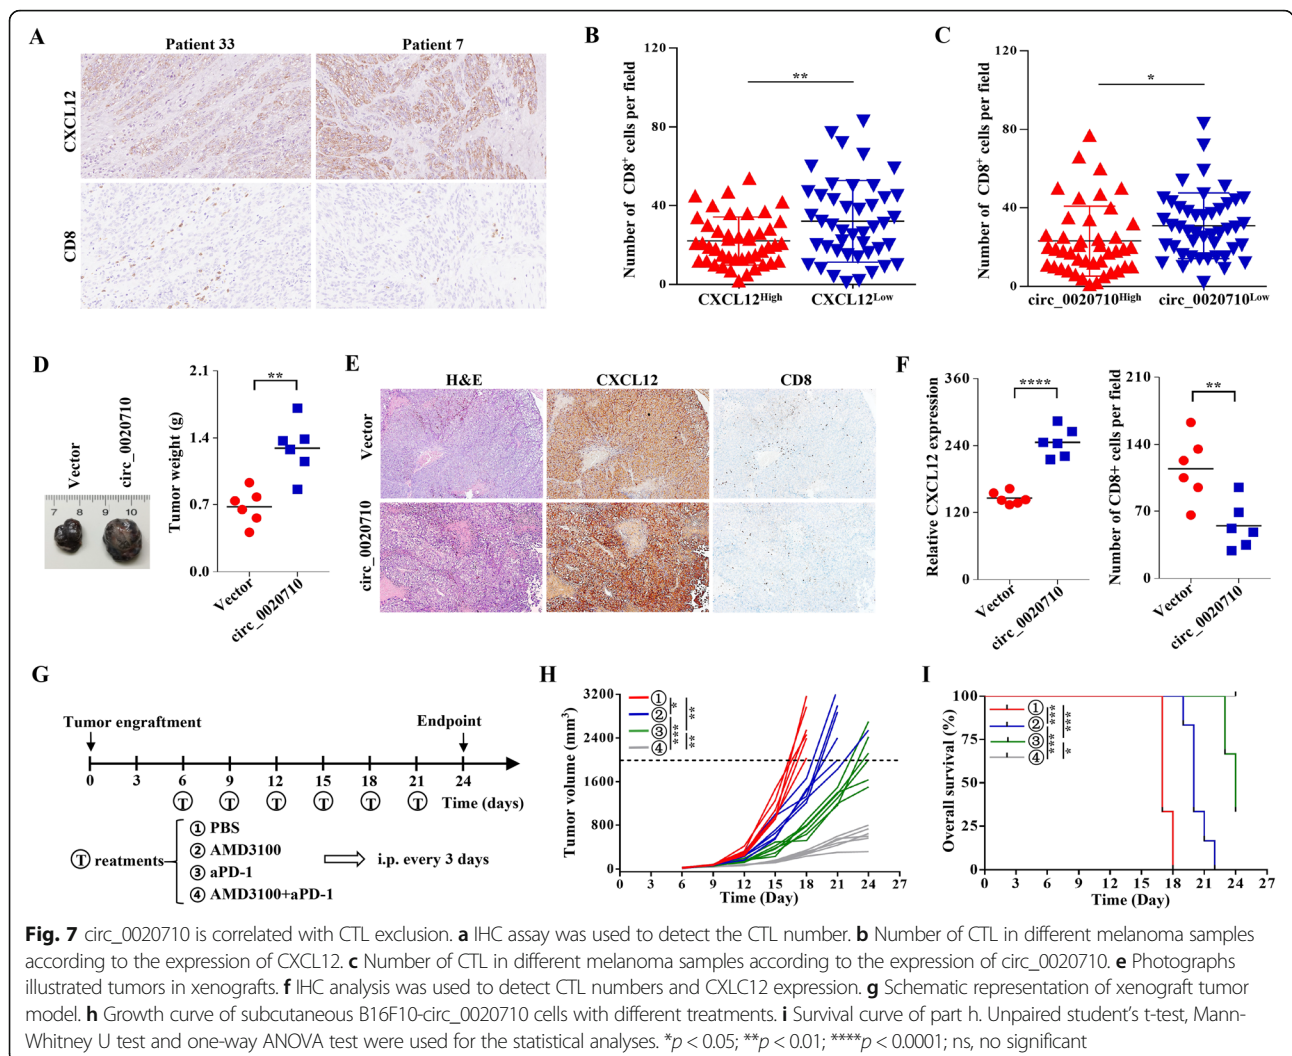 A
Patient 33
Patient 7
CXCL12
CD8
B
Number of CD8+ cells per field
120
80
40
0
**
CXCL12High
CXCL12Low
C
Number of CD8+ cells per field
120
80
40
0
*
circ_0020710High
circ_0020710Low
D
Vector
circ_0020710
7 8 9 10
Tumor weight (g)
2.1
1.4
0.7
0.0
**
Vector
circ_0020710
E
H&E
CXCL12
CD8
Vector
circ_0020710
F
Relative CXCL12 expression
360
240
120
0
****
Vector
circ_0020710
Number of CD8+ cells per field
210
140
70
0
**
Vector
circ_0020710
G
Tumor engraftment
Endpoint
0 3 6 9 12 15 18 21 24
Ⓣ Ⓣ Ⓣ Ⓣ Ⓣ Ⓣ Time (days)
Ⓣreatments
① PBS
② AMD3100
③ aPD-1
④ AMD3100+aPD-1
i.p. every 3 days
H
Tumor volume (mm3)
3200
2400
1600
800
0
①
②
③
④
*
***
**
**
0 3 6 9 12 15 18 21 24 27
Time (Day)
I
Overall survival (%)
100
75
50
25
0
①
②
③
④
***
***
***
*
0 3 6 9 12 15 18 21 24 27
Time (Day)
Fig. 7 circ_0020710 is correlated with CTL exclusion. a IHC assay was used to detect the CTL number. b Number of CTL in different melanoma samples
according to the expression of CXCL12. c Number of CTL in different melanoma samples according to the expression of circ_0020710. e Photographs
illustrated tumors in xenografts. f IHC analysis was used to detect CTL numbers and CXLC12 expression. g Schematic representation of xenograft tumor
model. h Growth curve of subcutaneous B16F10-circ_0020710 cells with different treatments. i Survival curve of part h. Unpaired student's t-test, Mann-
Whitney U test and one-way ANOVA test were used for the statistical analyses. *p < 0.05; **p < 0.01; ****p < 0.0001; ns, no significant